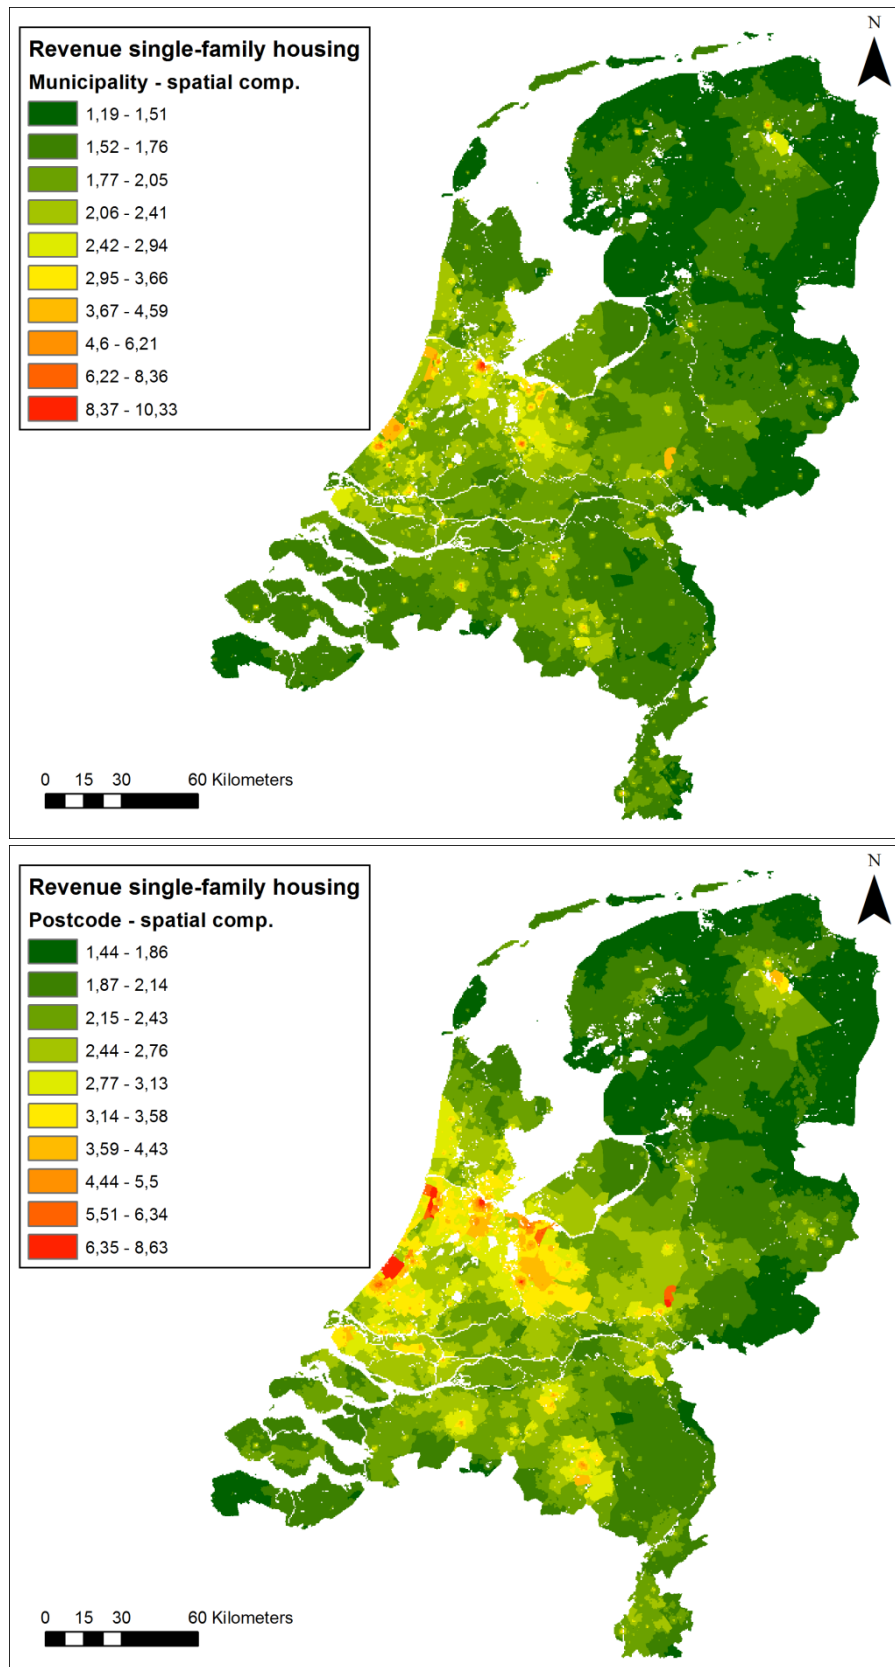 Revenue single-family housing
Municipality - spatial comp.
1,19 - 1,51
1,52 - 1,76
1,77 - 2,05
2,06 - 2,41
2,42 - 2,94
2,95 - 3,66
3,67 - 4,59
4,6 - 6,21
6,22 - 8,36
8,37 - 10,33
N
0 15 30 60 Kilometers
Revenue single-family housing
Postcode - spatial comp.
1,44 - 1,86
1,87 - 2,14
2,15 - 2,43
2,44 - 2,76
2,77 - 3,13
3,14 - 3,58
3,59 - 4,43
4,44 - 5,5
5,51 - 6,34
6,35 - 8,63
N
0 15 30 60 Kilometers